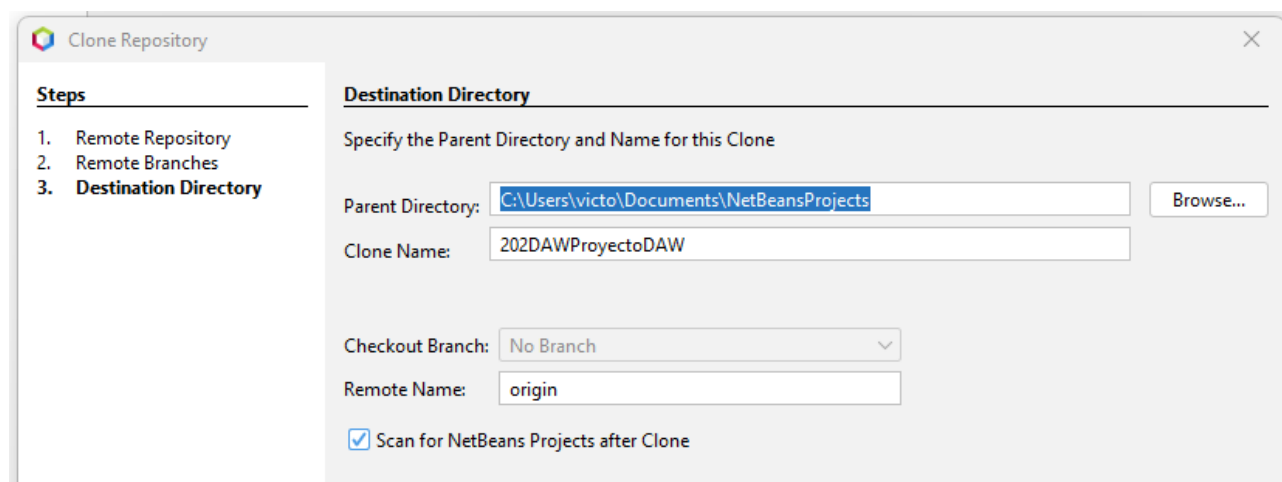 Clone Repository
Steps
1. Remote Repository
2. Remote Branches
3. Destination Directory
Destination Directory
Specify the Parent Directory and Name for this Clone
Parent Directory: C:\Users\victo\Documents\NetBeansProjects Browse...
Clone Name: 202DAWProyectoDAW
Checkout Branch: No Branch
Remote Name: origin
Scan for NetBeans Projects after Clone